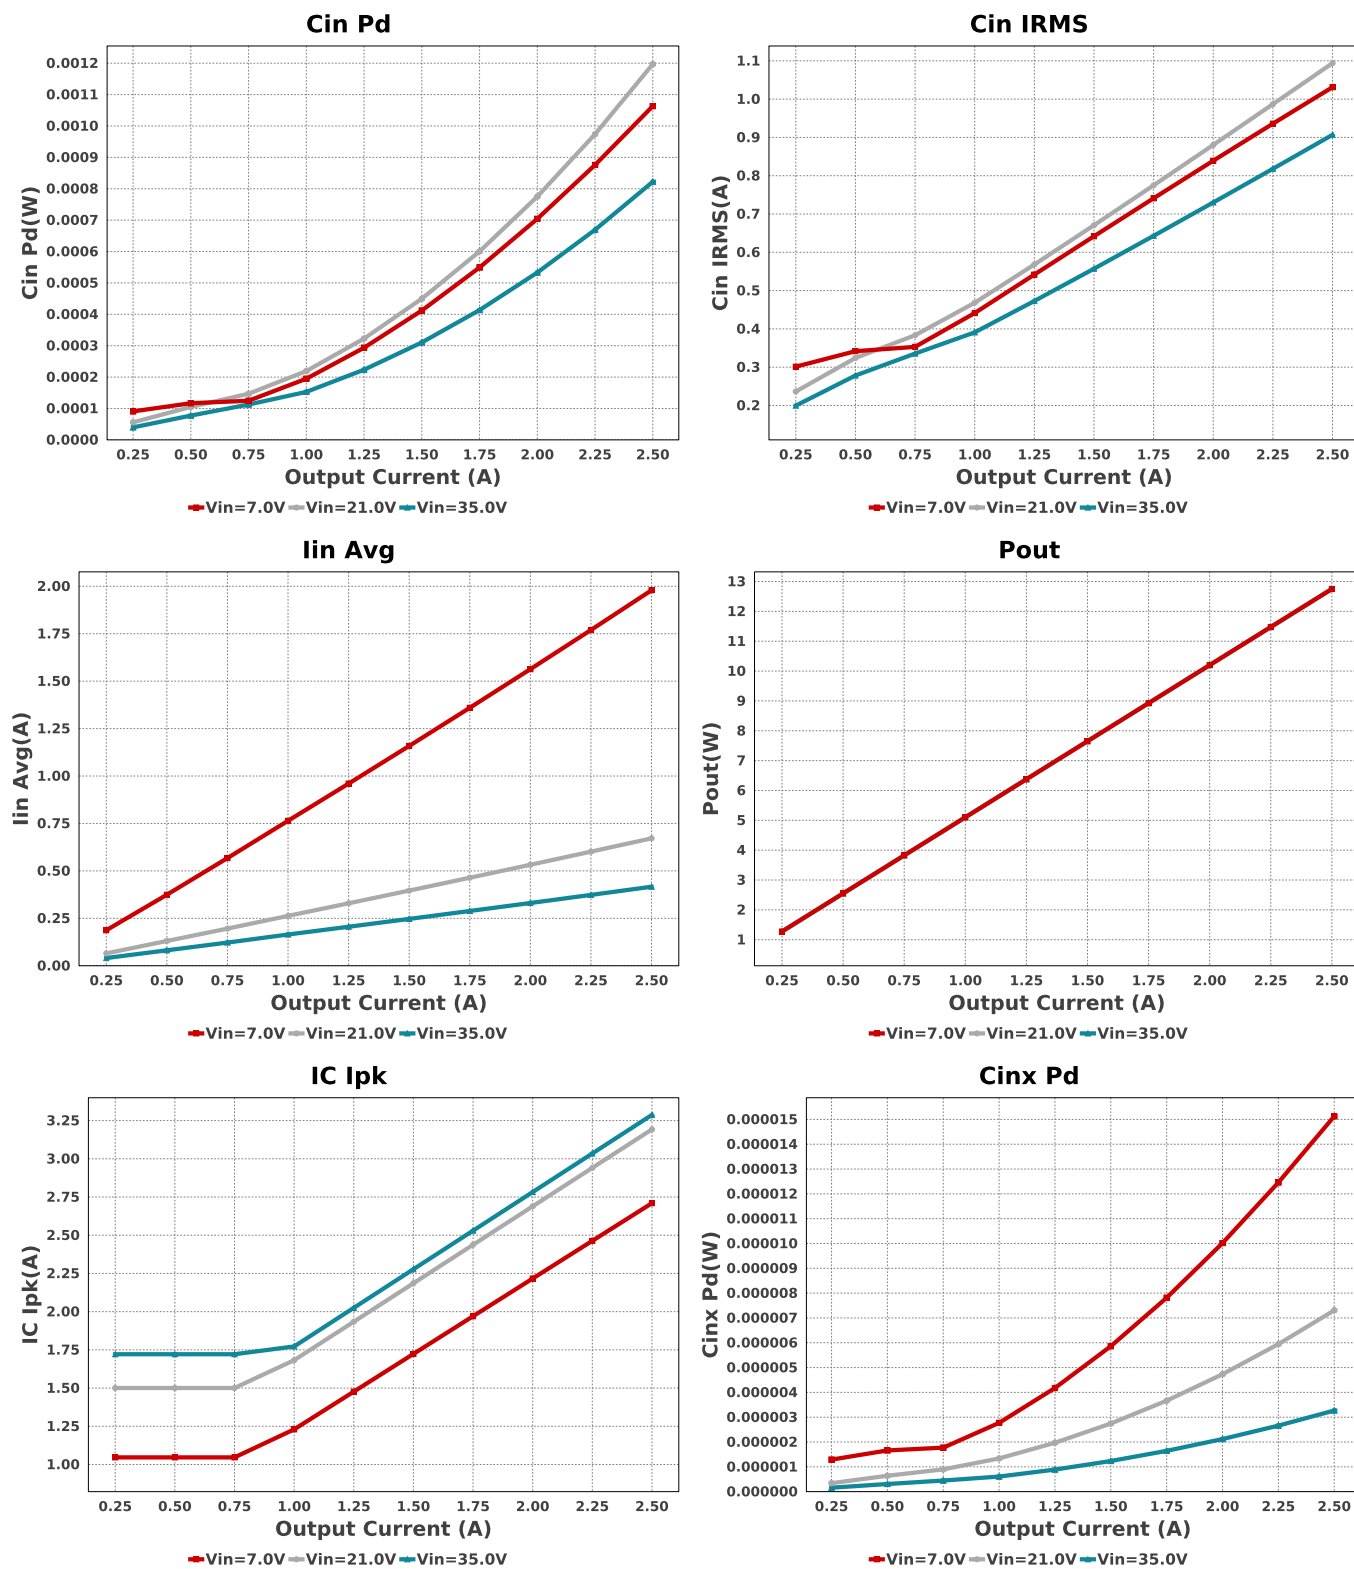 Cin Pd
Cin Pd(W)
0.0012
0.0011
0.0010
0.0009
0.0008
0.0007
0.0006
0.0005
0.0004
0.0003
0.0002
0.0001
0.0000
0.25 0.50 0.75 1.00 1.25 1.50 1.75 2.00 2.25 2.50
Output Current (A)
Vin=7.0V Vin=21.0V Vin=35.0V
Cin IRMS
Cin IRMS(A)
1.1
1.0
0.9
0.8
0.7
0.6
0.5
0.4
0.3
0.2
0.25 0.50 0.75 1.00 1.25 1.50 1.75 2.00 2.25 2.50
Output Current (A)
Vin=7.0V Vin=21.0V Vin=35.0V
Iin Avg
Iin Avg(A)
2.00
1.75
1.50
1.25
1.00
0.75
0.50
0.25
0.00
0.25 0.50 0.75 1.00 1.25 1.50 1.75 2.00 2.25 2.50
Output Current (A)
Vin=7.0V Vin=21.0V Vin=35.0V
Pout
Pout(W)
13
12
11
10
9
8
7
6
5
4
3
2
1
0.25 0.50 0.75 1.00 1.25 1.50 1.75 2.00 2.25 2.50
Output Current (A)
Vin=7.0V Vin=21.0V Vin=35.0V
IC Ipk
IC Ipk(A)
3.25
3.00
2.75
2.50
2.25
2.00
1.75
1.50
1.25
1.00
0.25 0.50 0.75 1.00 1.25 1.50 1.75 2.00 2.25 2.50
Output Current (A)
Vin=7.0V Vin=21.0V Vin=35.0V
Cinx Pd
Cinx Pd(W)
0.000015
0.000014
0.000013
0.000012
0.000011
0.000010
0.000009
0.000008
0.000007
0.000006
0.000005
0.000004
0.000003
0.000002
0.000001
0.000000
0.25 0.50 0.75 1.00 1.25 1.50 1.75 2.00 2.25 2.50
Output Current (A)
Vin=7.0V Vin=21.0V Vin=35.0V